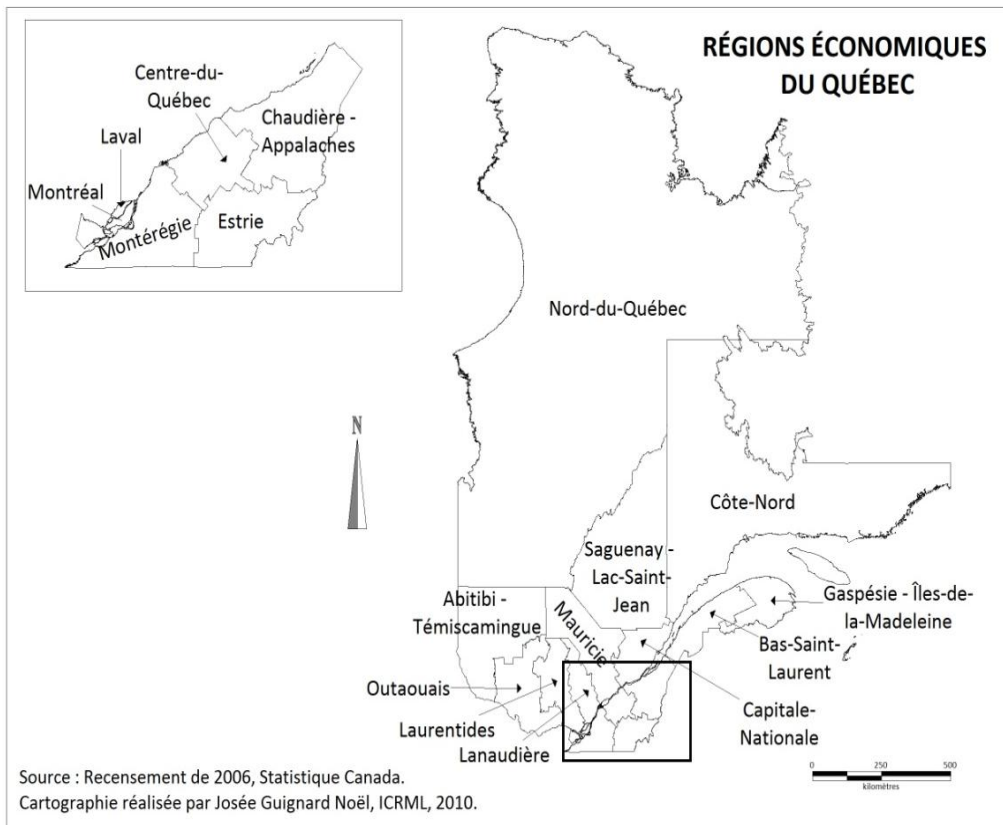 RÉGIONS ÉCONOMIQUES
DU QUÉBEC
Centre-du-
Québec
Chaudière -
Appalaches
Laval
Montréal
Montérégie
Estrie
Nord-du-Québec
N
Côte-Nord
Saguenay -
Lac-Saint-
Jean
Abitibi -
Témiscamingue
Mauricie
Gaspésie - Îles-de-
la-Madeleine
Bas-Saint-
Laurent
Outaouais
Laurentides
Lanaudière
Capitale-
Nationale
Source : Recensement de 2006, Statistique Canada.
Cartographie réalisée par Josée Guignard Noël, ICRML, 2010.
0 250 500
kilomètres